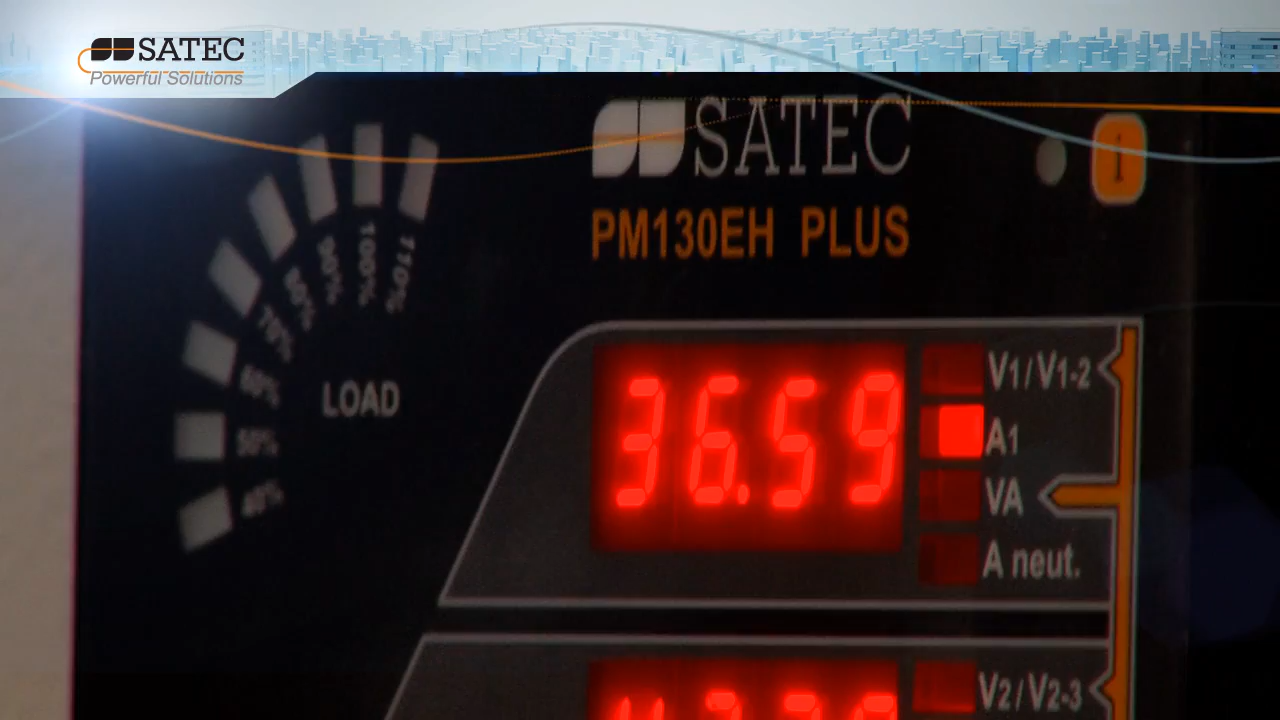 SATEC
Powerful Solutions
SATEC
PM130EH PLUS
110%
100%
90%
80%
70%
60%
50%
40%
LOAD
36.59
V1/V1-2
A1
VA
A neut.
V2/V2-3